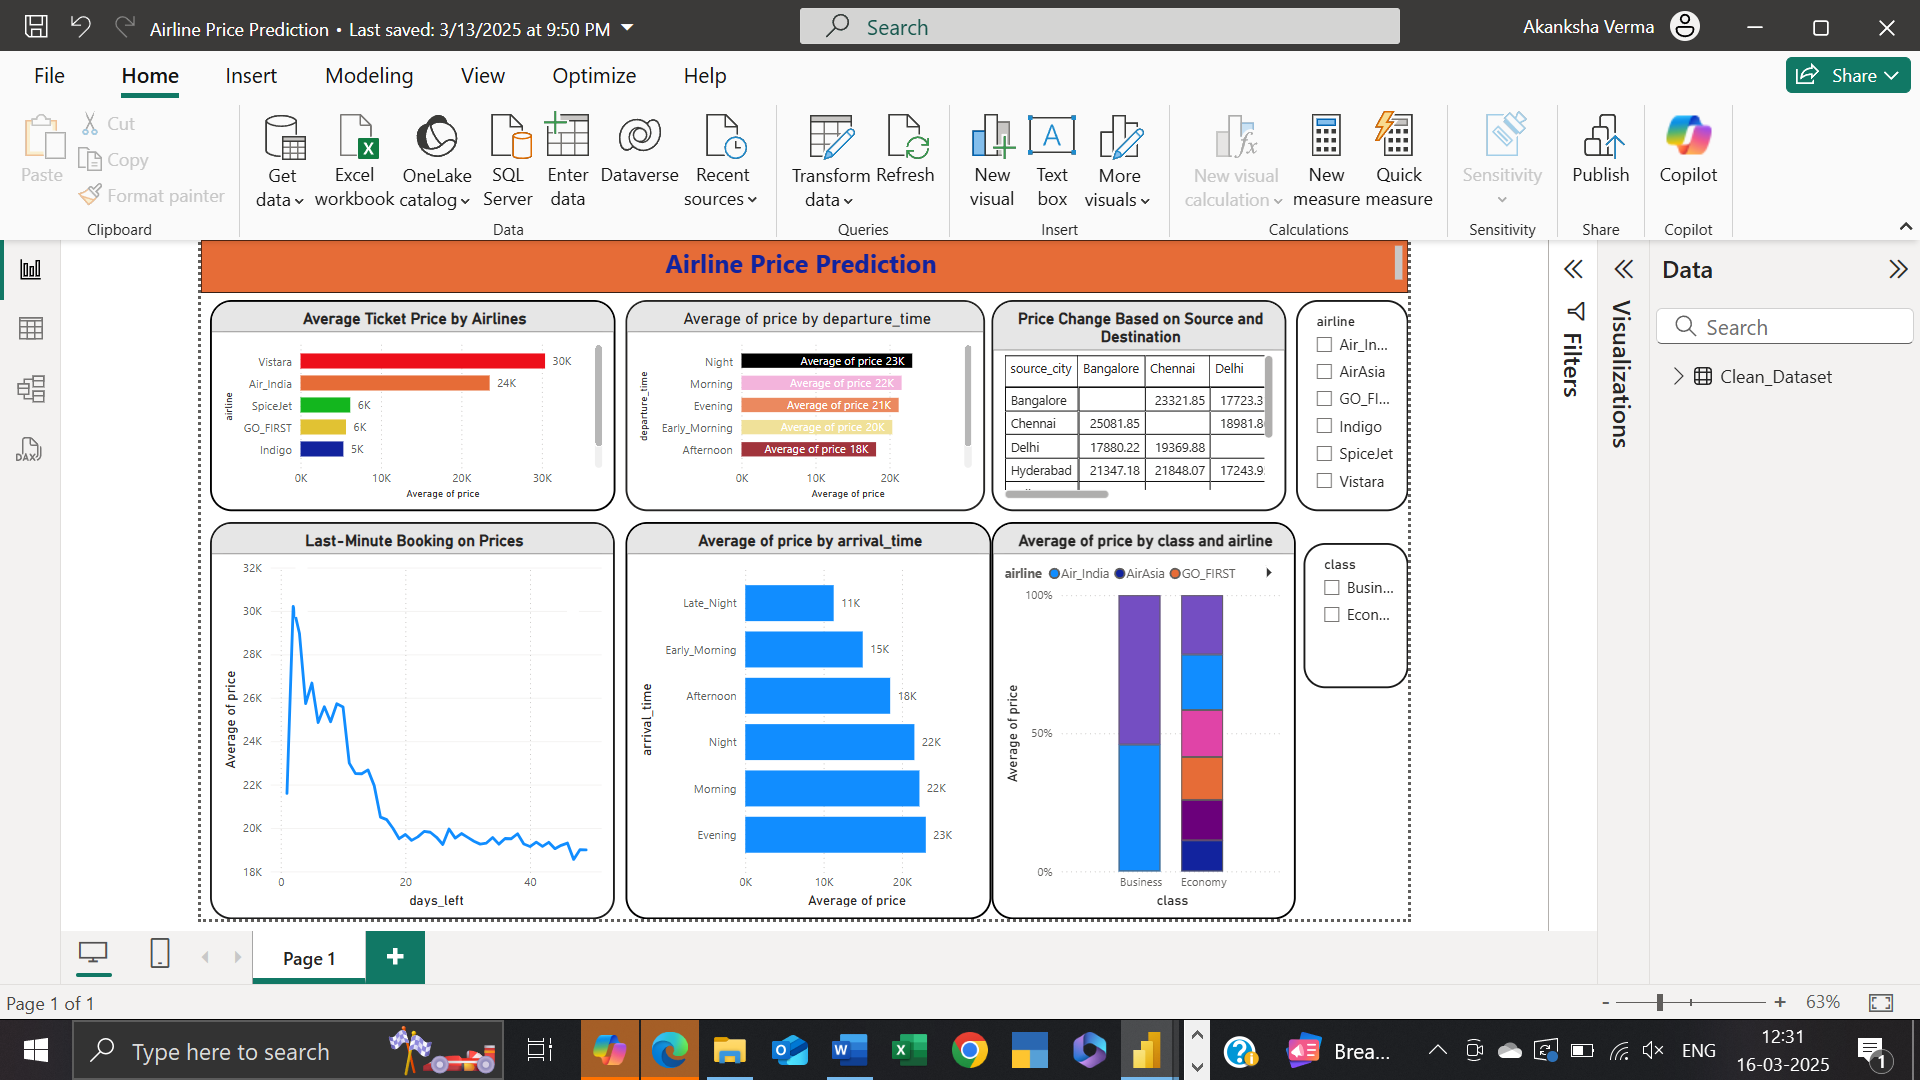 Airline Price Prediction • Last saved: 3/13/2025 at 9:50 PM
Search
Akanksha Verma
File
Home
Insert
Modeling
View
Optimize
Help
Share
Paste
Cut
Copy
Format painter
Clipboard
Get data
Excel workbook
OneLake catalog
SQL Server
Enter data
Dataverse
Recent sources
Data
Transform data
Refresh
Queries
New visual
Text box
More visuals
Insert
New visual calculation
New measure
Quick measure
Calculations
Sensitivity
Sensitivity
Publish
Share
Copilot
Copilot
DAX
Airline Price Prediction
Average Ticket Price by Airlines
airline
Vistara 30K
Air_India 24K
SpiceJet 6K
GO_FIRST 6K
Indigo 5K
0K 10K 20K 30K
Average of price
Average of price by departure_time
departure_time
Night Average of price 23K
Morning Average of price 22K
Evening Average of price 21K
Early_Morning Average of price 20K
Afternoon Average of price 18K
0K 10K 20K
Average of price
Price Change Based on Source and
Destination
source_city Bangalore Chennai Delhi
Bangalore 23321.85 17723.3
Chennai 25081.85 18981.8
Delhi 17880.22 19369.88
Hyderabad 21347.18 21848.07 17243.9
airline
Air_In...
AirAsia
GO_FI...
Indigo
SpiceJet
Vistara
Last-Minute Booking on Prices
Average of price
32K
30K
28K
26K
24K
22K
20K
18K
0 20 40
days_left
Average of price by arrival_time
arrival_time
Late_Night 11K
Early_Morning 15K
Afternoon 18K
Night 22K
Morning 22K
Evening 23K
0K 10K 20K
Average of price
Average of price by class and airline
airline Air_India AirAsia GO_FIRST
Average of price
100%
50%
0%
Business Economy
class
class
Busin...
Econ...
Filters
Visualizations
Data
Search
Clean_Dataset
Page 1
Page 1 of 1
- + 63%
Type here to search
Brea...
ENG
12:31
16-03-2025
1